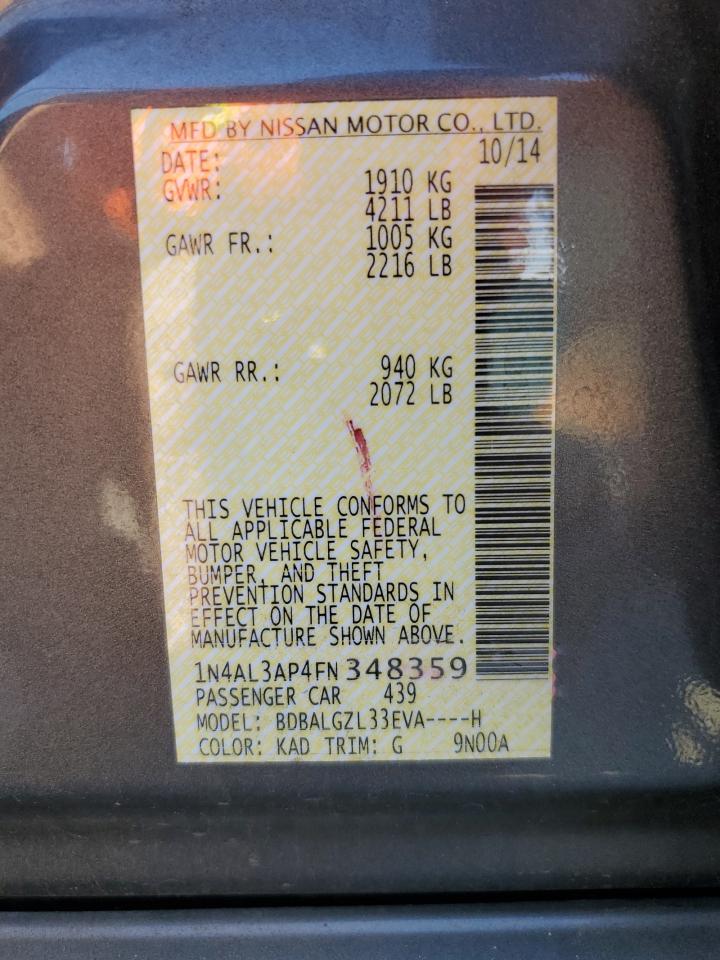 MFD BY NISSAN MOTOR CO., LTD.
DATE: 10/14
GVWR: 1910 KG
4211 LB
GAWR FR.: 1005 KG
2216 LB
GAWR RR.: 940 KG
2072 LB
THIS VEHICLE CONFORMS TO
ALL APPLICABLE FEDERAL
MOTOR VEHICLE SAFETY,
BUMPER, AND THEFT
PREVENTION STANDARDS IN
EFFECT ON THE DATE OF
MANUFACTURE SHOWN ABOVE.
1N4AL3AP4FN 348359
PASSENGER CAR 439
MODEL: BDBALGZL33EVA----H
COLOR: KAD TRIM: G 9N00A